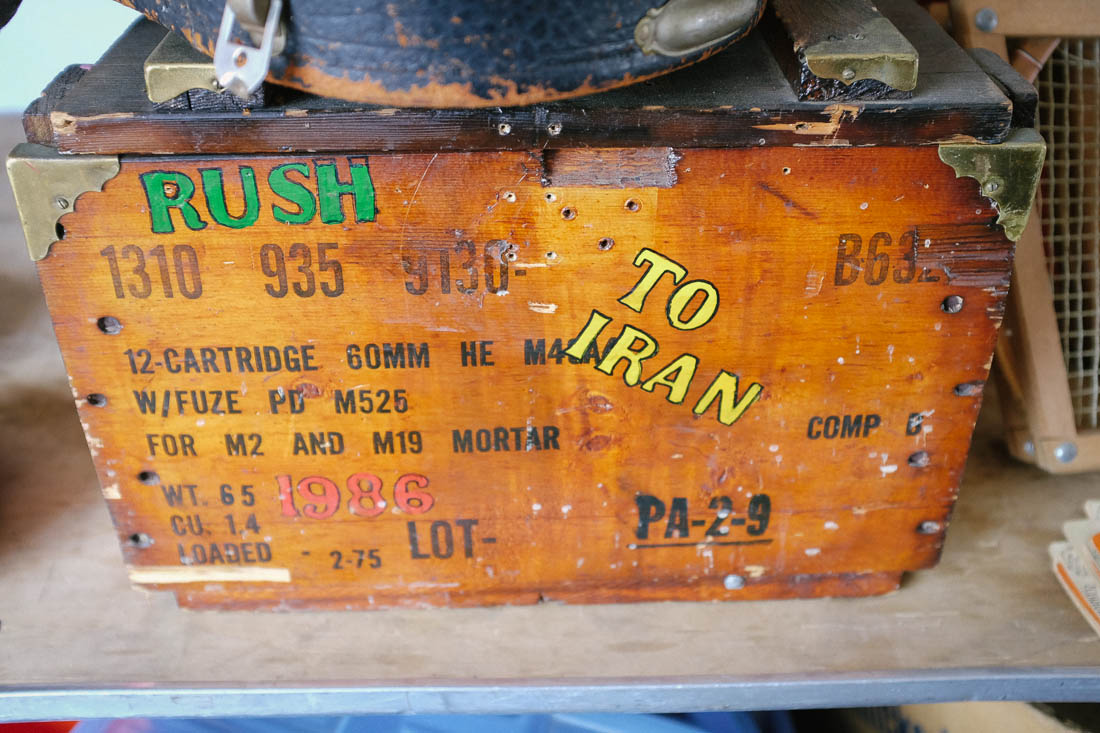 RUSH
1310 935 9130-
TO
IRAN
12-CARTRIDGE 60MM HE
W/FUZE PD M525
FOR M2 AND M19 MORTAR
COMP
WT. 65 1986
CU. 1.4 LOT- PA-2-9
LOADED - 2-75